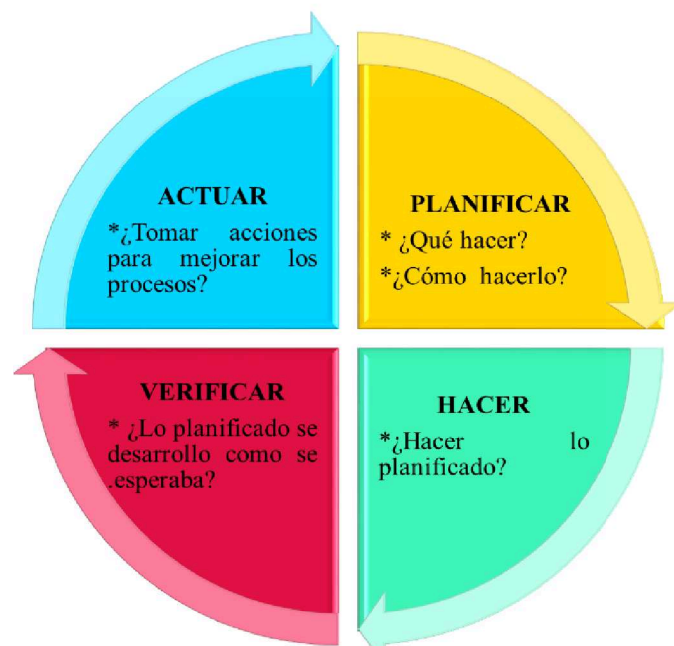 ACTUAR
*¿Tomar acciones
para mejorar los
procesos?
PLANIFICAR
* ¿Qué hacer?
*¿Cómo hacerlo?
VERIFICAR
* ¿Lo planificado se
desarrollo como se
.esperaba?
HACER
*¿Hacer lo
planificado?